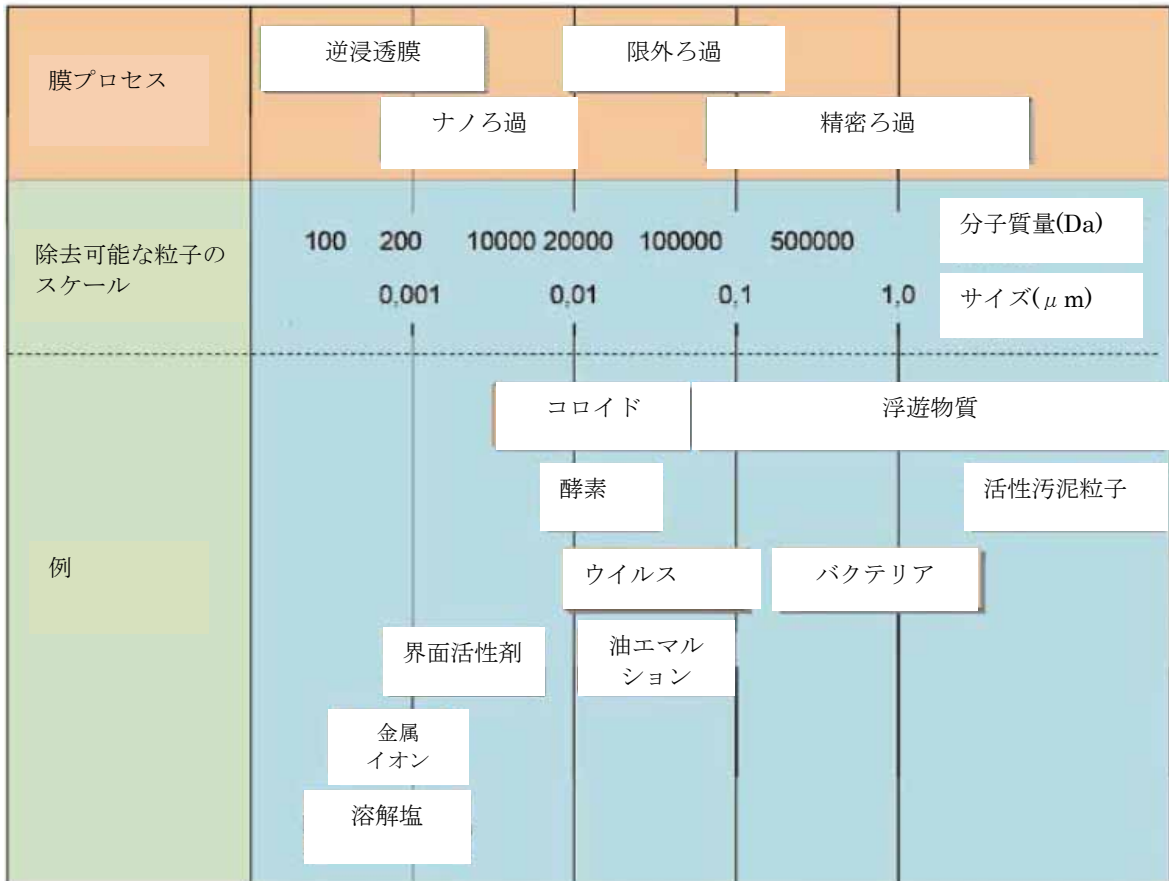 膜プロセス
逆浸透膜
限外ろ過
ナノろ過
精密ろ過
除去可能な粒子の
スケール
100 200 10000 20000 100000 500000 分子質量(Da)
0,001 0,01 0,1 1,0 サイズ(μm)
例
コロイド
浮遊物質
酵素
活性汚泥粒子
ウイルス
バクテリア
界面活性剤
油エマル
ション
金属
イオン
溶解塩